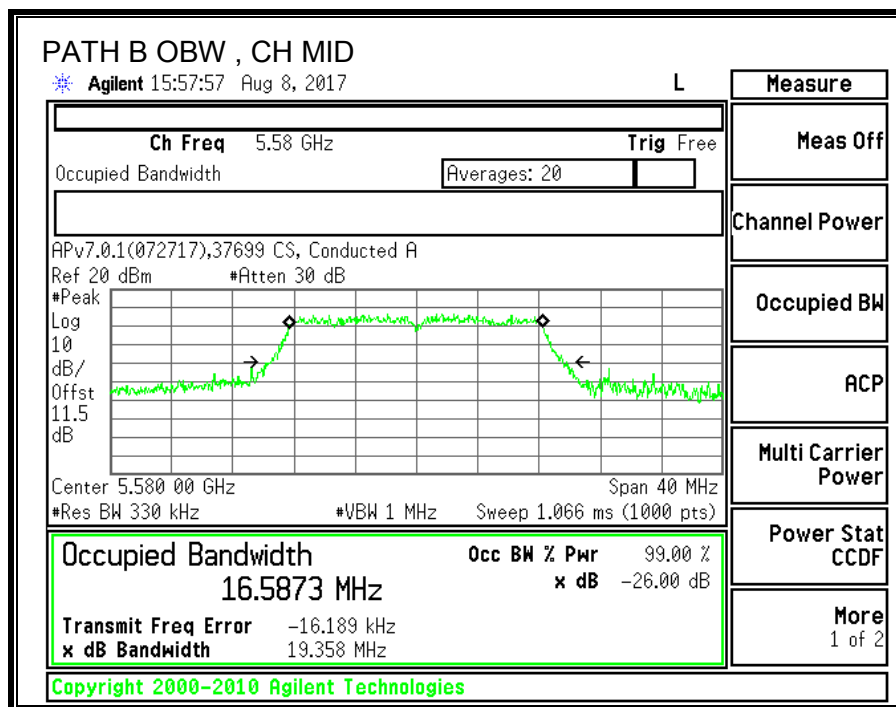 PATH B OBW , CH MID
Agilent 15:57:57 Aug 8, 2017 L
Measure
Ch Freq 5.58 GHz Trig Free
Meas Off
Occupied Bandwidth Averages: 20
Channel Power
APv7.0.1(072717),37699 CS, Conducted A
Ref 20 dBm #Atten 30 dB
#Peak
Log
10
dB/
Offst
11.5
dB
Occupied BW
ACP
Multi Carrier
Power
Center 5.580 00 GHz Span 40 MHz
#Res BW 330 kHz #VBW 1 MHz Sweep 1.066 ms (1000 pts)
Power Stat
CCDF
Occupied Bandwidth Occ BW % Pwr 99.00 %
16.5873 MHz x dB -26.00 dB
Transmit Freq Error -16.189 kHz
x dB Bandwidth 19.358 MHz
More
1 of 2
Copyright 2000-2010 Agilent Technologies